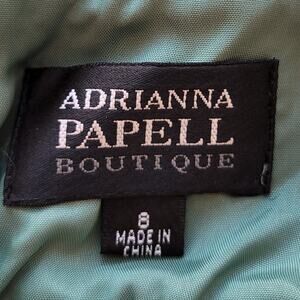 ADRIANNA
PAPELL
BOUTIQUE
8
MADE IN
CHINA